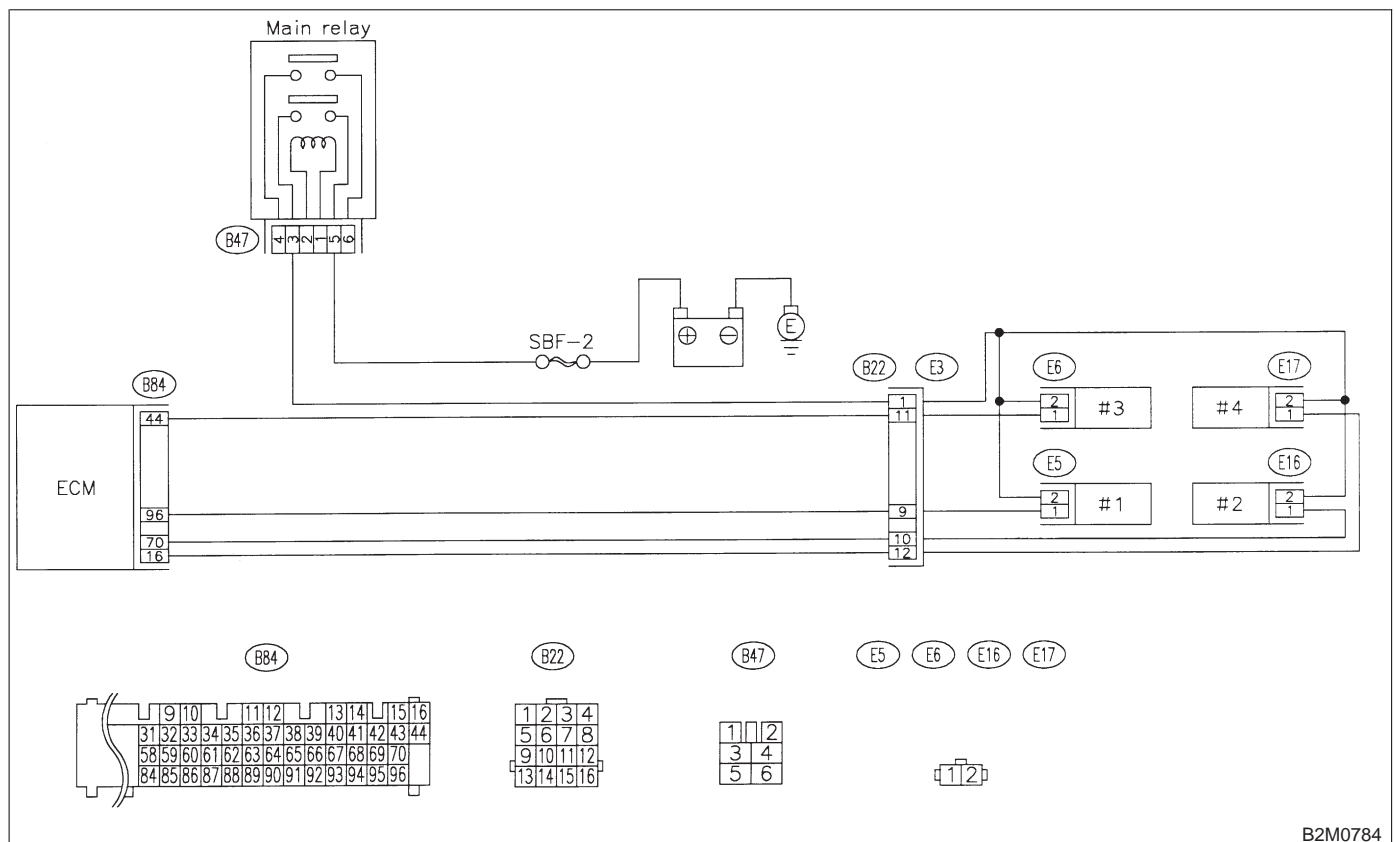 Main relay
B47
4 3 2 1 5 6
SBF-2
E
B84
B22 E3
E6
E17
44
1
11
2
1
#3
#4
2
1
ECM
E5
E16
96
9
2
1
#1
#2
2
1
70
16
10
12
B84
B22
B47
E5 E6 E16 E17
9 10 11 12 13 14 15 16
31 32 33 34 35 36 37 38 39 40 41 42 43 44
58 59 60 61 62 63 64 65 66 67 68 69 70
84 85 86 87 88 89 90 91 92 93 94 95 96
1 2 3 4
5 6 7 8
9 10 11 12
13 14 15 16
1 2
3 4
5 6
1 2
B2M0784